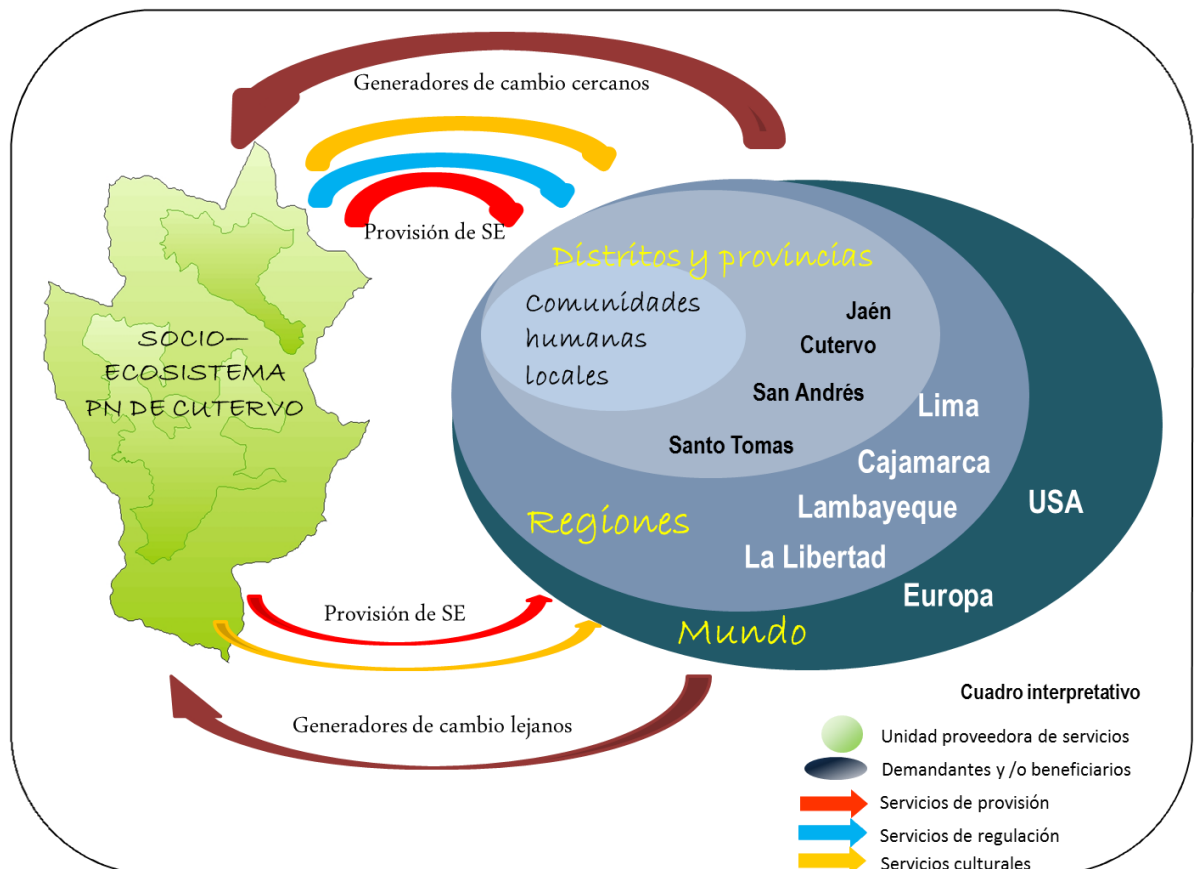 Generadores de cambio cercanos
Provisión de SE
SOCIO—
ECOSISTEMA
PN DE CUTERVO
Distritos y provincias
Comunidades
humanas
locales
Jaén
Cutervo
San Andrés
Santo Tomas
Lima
Cajamarca
Lambayeque
La Libertad
Regiones
USA
Europa
Mundo
Provisión de SE
Generadores de cambio lejanos
Cuadro interpretativo
Unidad proveedora de servicios
Demandantes y /o beneficiarios
Servicios de provisión
Servicios de regulación
Servicios culturales